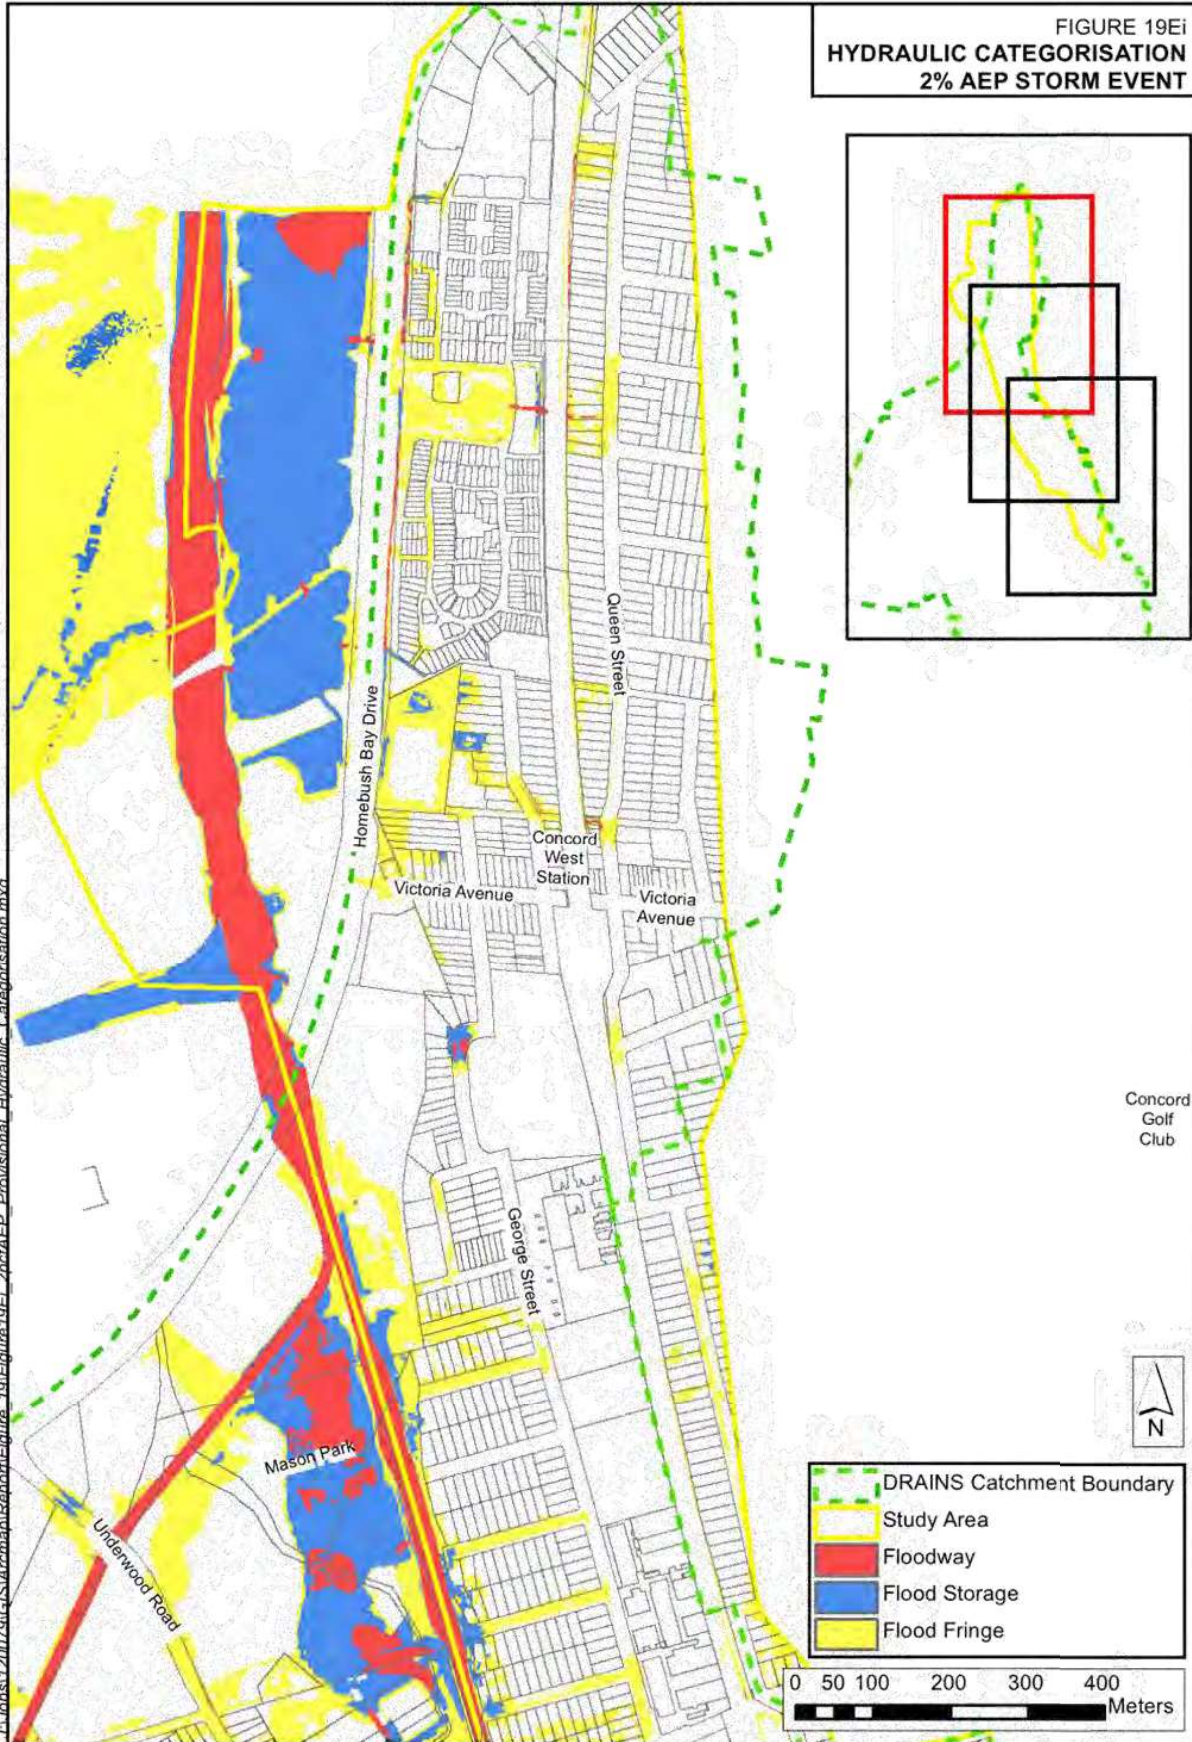 FIGURE 19Ei
HYDRAULIC CATEGORISATION
2% AEP STORM EVENT
Queen Street
Homebush Bay Drive
Concord
West
Station
Victoria Avenue
Victoria
Avenue
Concord
Golf
Club
George Street
Mason Park
Underwood Road
N
DRAINS Catchment Boundary
Study Area
Floodway
Flood Storage
Flood Fringe
0 50 100 200 300 400
Meters